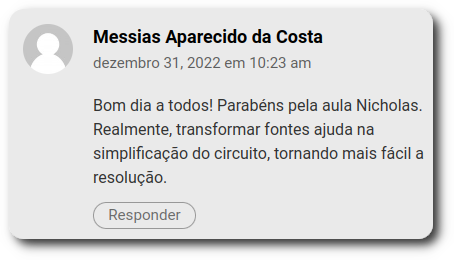 Messias Aparecido da Costa
dezembro 31, 2022 em 10:23 am
Bom dia a todos! Parabéns pela aula Nicholas.
Realmente, transformar fontes ajuda na
simplificação do circuito, tornando mais fácil a
resolução.
Responder